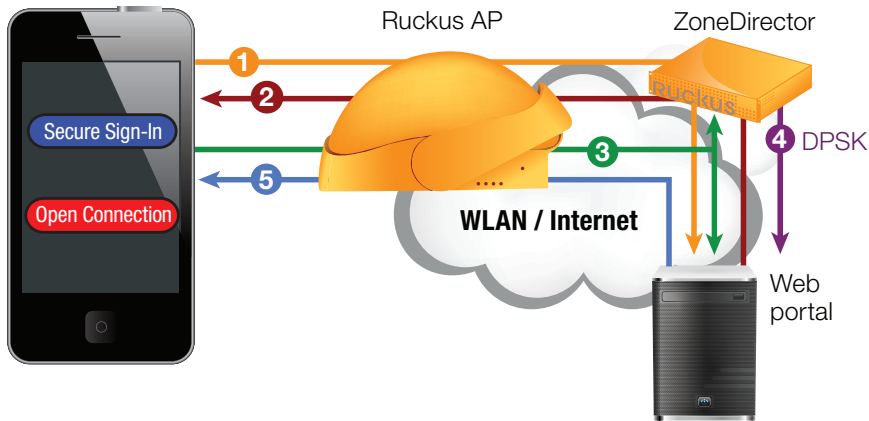 Ruckus AP
ZoneDirector
1
2
RUCKUS
Secure Sign-In
3
4 DPSK
5
Open Connection
WLAN / Internet
Web
portal